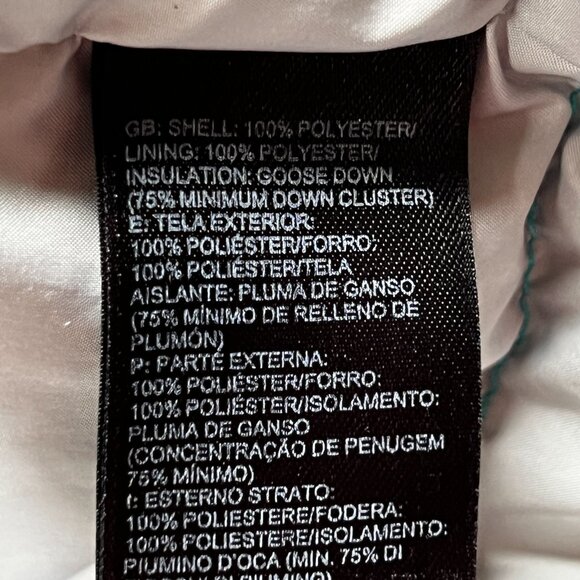 GB: SHELL: 100% POLYESTER/
LINING: 100% POLYESTER/
INSULATION: GOOSE DOWN
(75% MINIMUM DOWN CLUSTER)
E: TELA EXTERIOR:
100% POLIÉSTER/FORRO:
100% POLIÉSTER/TELA
AISLANTE: PLUMA DE GANSO
(75% MÍNIMO DE RELLENO DE
PLUMÓN)
P: PARTE EXTERNA:
100% POLIÉSTER/FORRO:
100% POLIÉSTER/ISOLAMENTO:
PLUMA DE GANSO
(CONCENTRAÇÃO DE PENUGEM
75% MÍNIMO)
I: ESTERNO STRATO:
100% POLIESTERE/FODERA:
100% POLIESTERE/ISOLAMENTO:
PIUMINO D'OCA (MIN. 75% DI